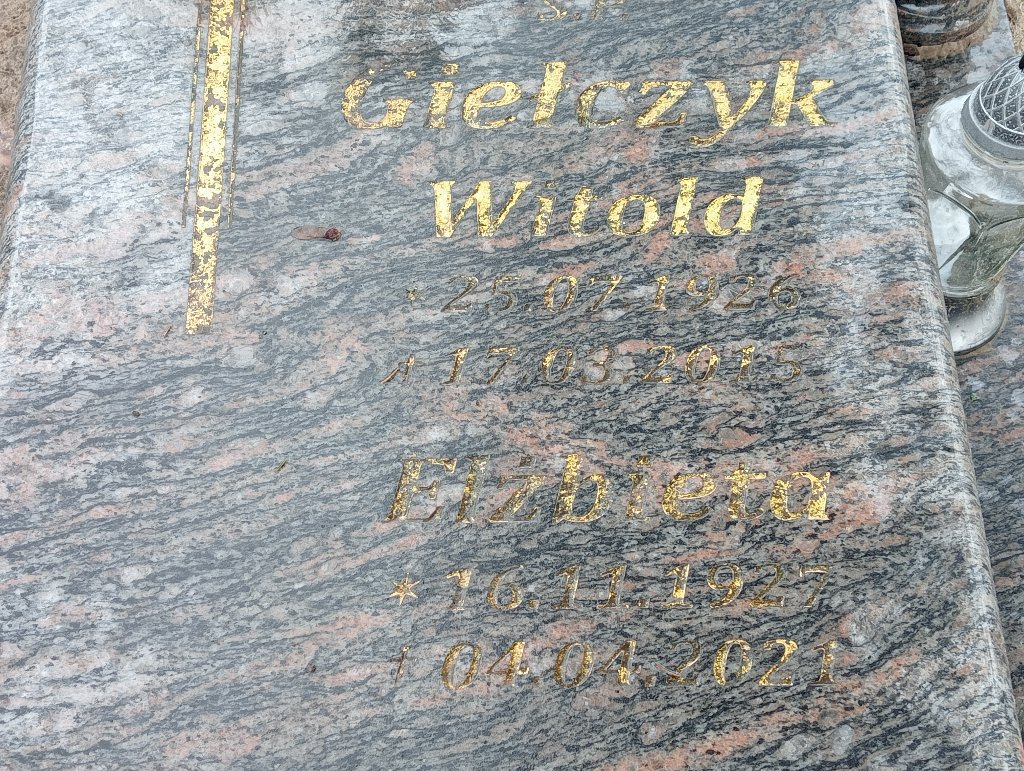 Ś.P.
Giełczyk
Witold
* 25.07.1926
† 17.03.2015
Elżbieta
* 16.11.1927
† 04.04.2021